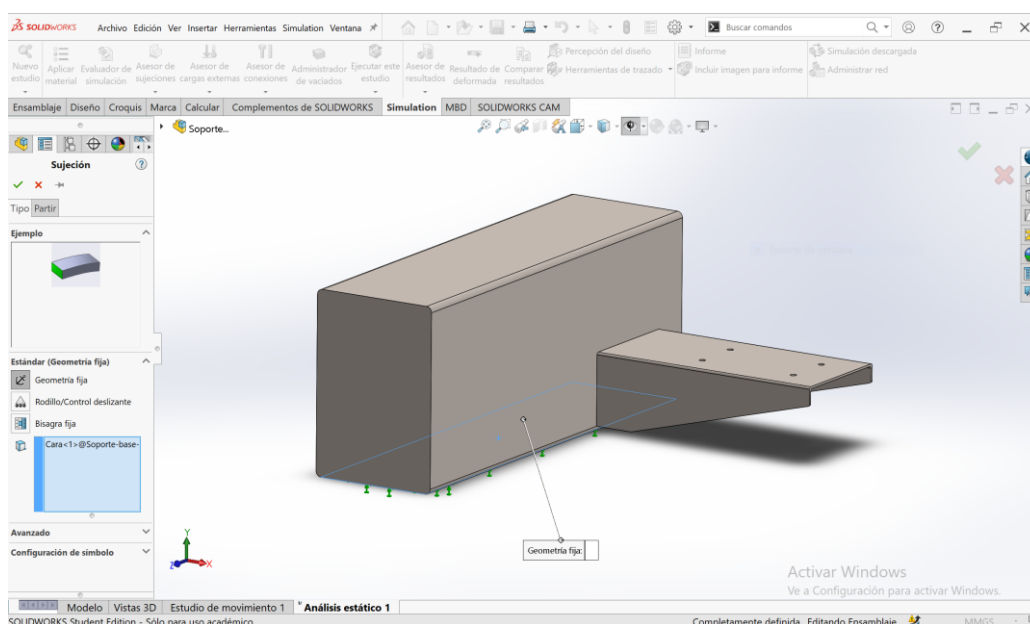 SOLIDWORKS Archivo Edición Ver Insertar Herramientas Simulation Ventana Buscar comandos
Nuevo estudio
Aplicar material
Evaluador de simulación
Asesor de sujeciones
Asesor de cargas externas
Asesor de conexiones
Administrador de vaciados
Ejecutar este estudio
Asesor de resultados
Resultado de deformada
Comparar resultados
Percepción del diseño
Herramientas de trazado
Informe
Incluir imagen para informe
Simulación descargada
Administrar red
Ensamblaje Diseño Croquis Marca Calcular Complementos de SOLIDWORKS Simulation MBD SOLIDWORKS CAM
Soporte...
Sujeción
Tipo Partir
Ejemplo
Estándar (Geometría fija)
Geometría fija
Rodillo/Control deslizante
Bisagra fija
Cara<1>@Soporte-base-
Avanzado
Configuración de símbolo
Y
X
Z
Geometría fija:
Activar Windows
Ve a Configuración para activar Windows.
Modelo Vistas 3D Estudio de movimiento 1 Análisis estático 1
SOLIDWORKS Student Edition - Sólo para uso académico. Completamente definida Editando Ensamblaje MMGS